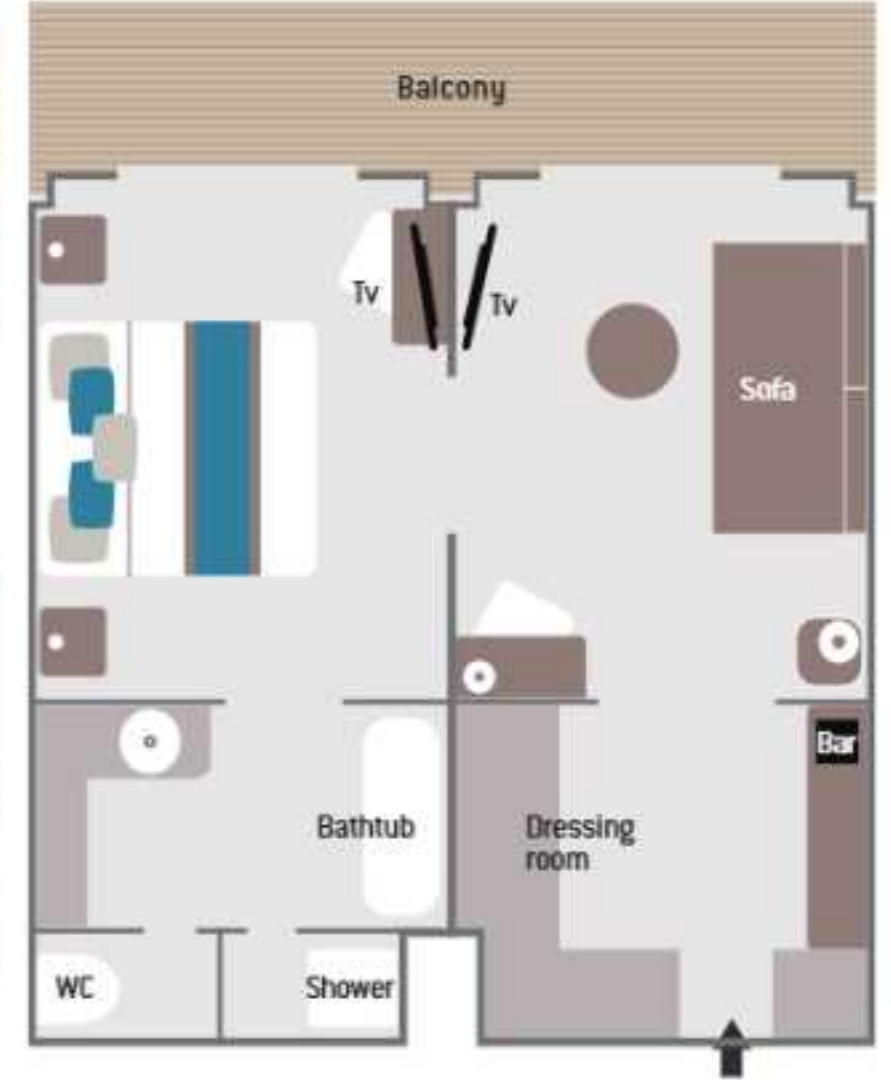 Balcony
Tv
Tv
Sofa
Bar
Bathtub
Dressing
room
WC
Shower